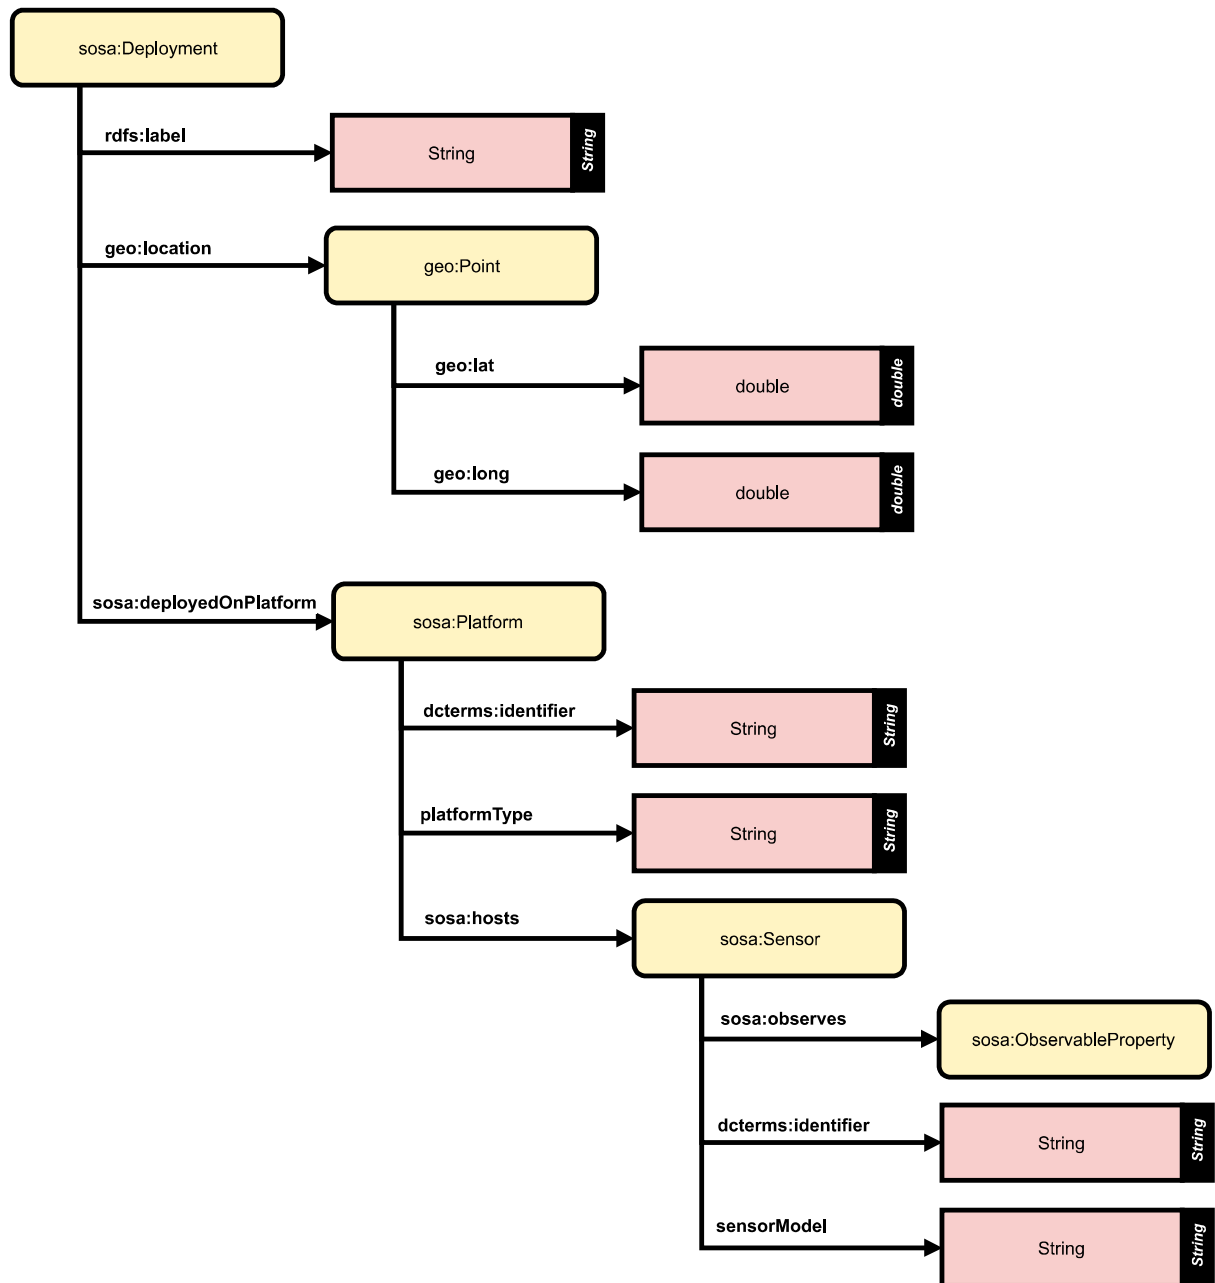 sosa:Deployment
rdfs:label
String
String
geo:location
geo:Point
geo:lat
double
double
geo:long
double
double
sosa:deployedOnPlatform
sosa:Platform
dcterms:identifier
String
String
platformType
String
String
sosa:hosts
sosa:Sensor
sosa:observes
sosa:ObservableProperty
dcterms:identifier
String
String
sensorModel
String
String